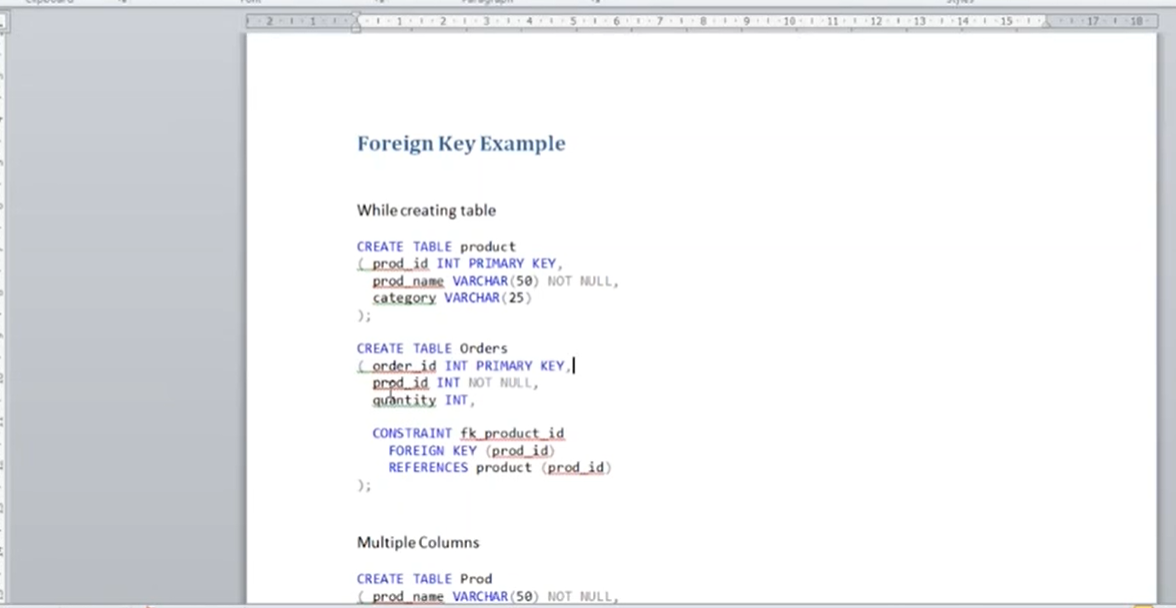 2 1 1 2 3 4 5 6 7 8 9 10 11 12 13 14 15 17 18
Foreign Key Example
While creating table
CREATE TABLE product
( prod_id INT PRIMARY KEY,
prod_name VARCHAR(50) NOT NULL,
category VARCHAR(25)
);
CREATE TABLE Orders
( order_id INT PRIMARY KEY,
prod_id INT NOT NULL,
quantity INT,
CONSTRAINT fk_product_id
FOREIGN KEY (prod_id)
REFERENCES product (prod_id)
);
Multiple Columns
CREATE TABLE Prod
( prod_name VARCHAR(50) NOT NULL,